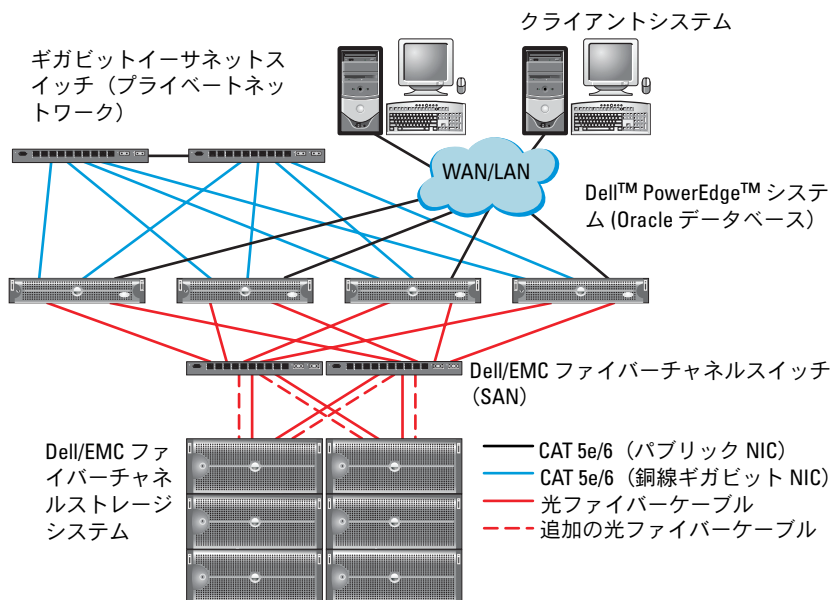 クライアントシステム
ギガビットイーサネットス
イッチ（プライベートネッ
トワーク）
WAN/LAN
Dell™ PowerEdge™ システ
ム (Oracle データベース）
Dell/EMC ファイバーチャネルスイッチ
（SAN）
Dell/EMC ファ
イバーチャネ
ルストレージ
システム
CAT 5e/6（パブリック NIC）
CAT 5e/6（銅線ギガビット NIC）
光ファイバーケーブル
追加の光ファイバーケーブル